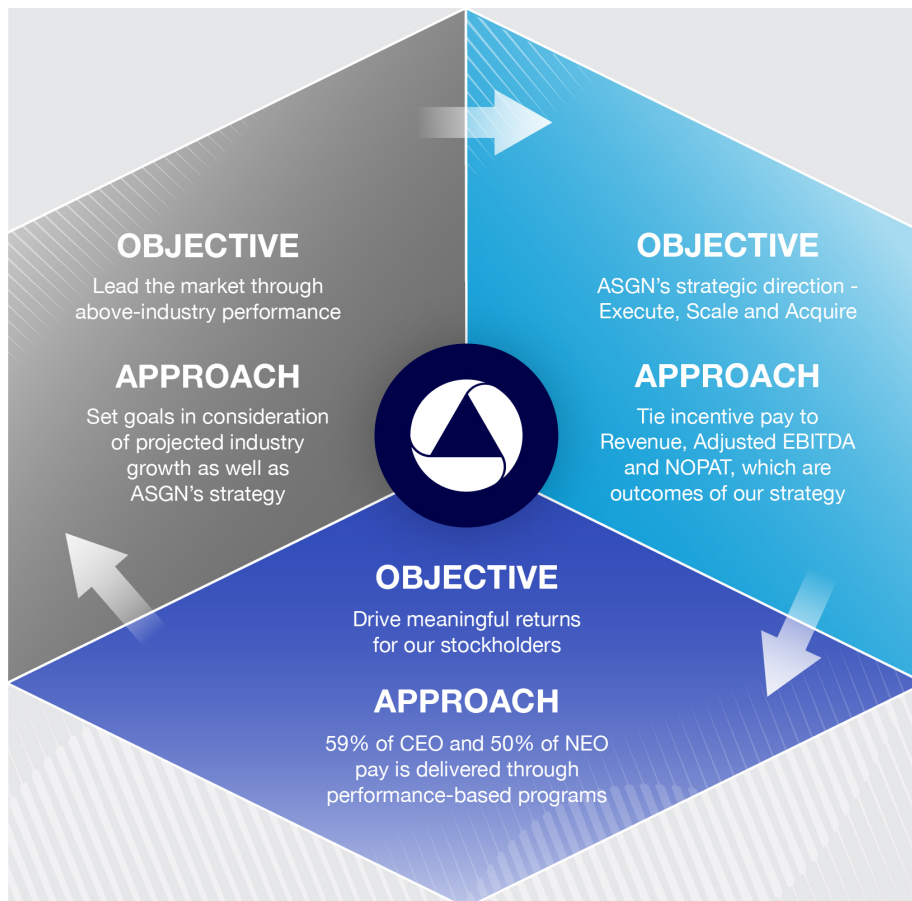 OBJECTIVE
Lead the market through
above-industry performance
APPROACH
Set goals in consideration
of projected industry
growth as well as
ASGN’s strategy
OBJECTIVE
ASGN’s strategic direction -
Execute, Scale and Acquire
APPROACH
Tie incentive pay to
Revenue, Adjusted EBITDA
and NOPAT, which are
outcomes of our strategy
OBJECTIVE
Drive meaningful returns
for our stockholders
APPROACH
59% of CEO and 50% of NEO
pay is delivered through
performance-based programs